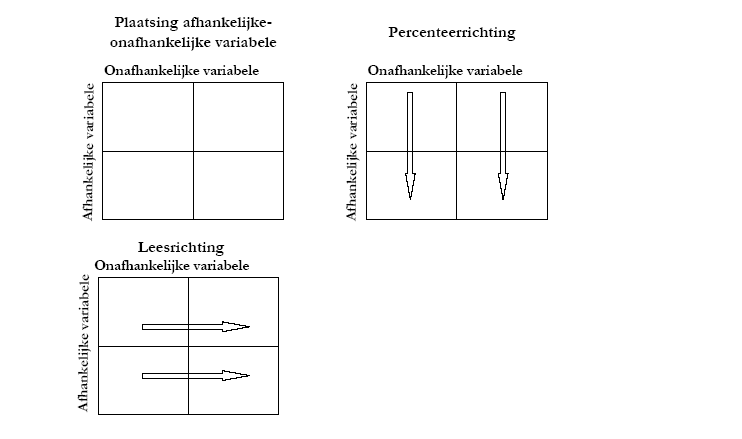 Plaatsing afhankelijke-
onafhankelijke variabele
Onafhankelijke variabele
Afhankelijke variabele
Percenteerrichting
Onafhankelijke variabele
Afhankelijke variabele
Leesrichting
Onafhankelijke variabele
Afhankelijke variabele